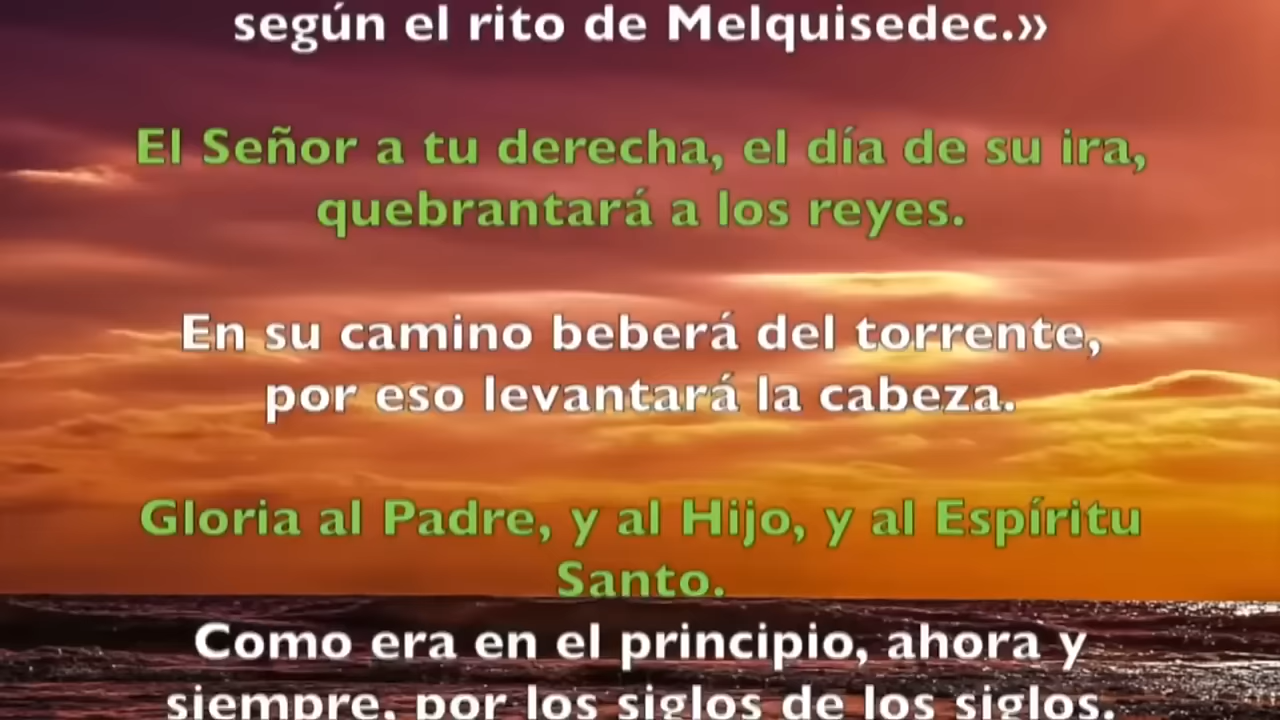 según el rito de Melquisedec.»
El Señor a tu derecha, el día de su ira,
quebrantará a los reyes.
En su camino beberá del torrente,
por eso levantará la cabeza.
Gloria al Padre, y al Hijo, y al Espíritu
Santo.
Como era en el principio, ahora y
siempre, por los siglos de los siglos.